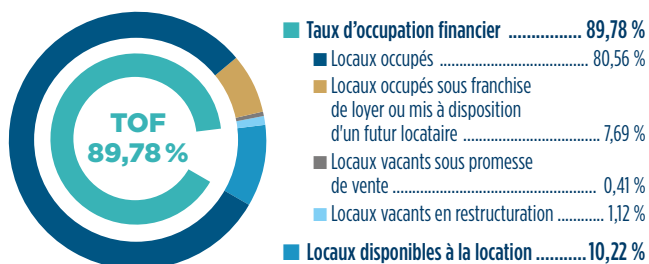 TOF
89,78 %
Taux d'occupation financier ................ 89,78 %
Locaux occupés ................................... 80,56 %
Locaux occupés sous franchise
de loyer ou mis à disposition
d'un futur locataire ................................ 7,69 %
Locaux vacants sous promesse
de vente ................................................ 0,41 %
Locaux vacants en restructuration ........... 1,12 %
Locaux disponibles à la location ........... 10,22 %